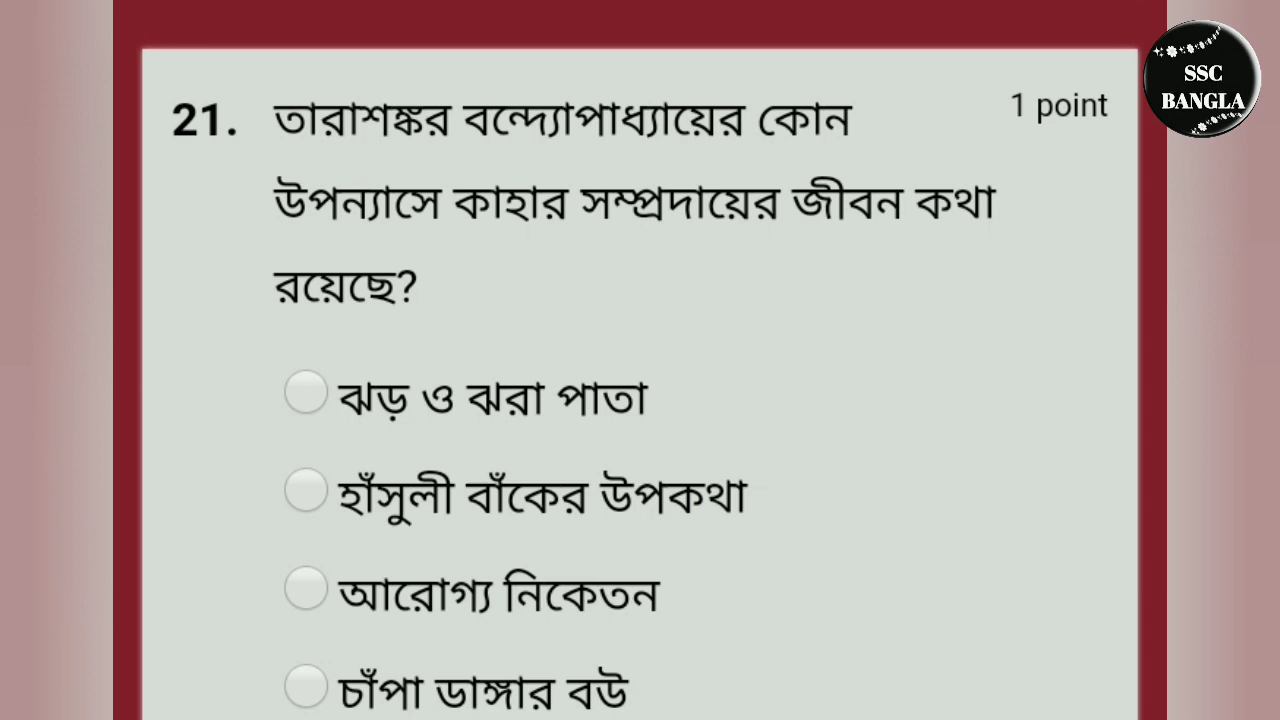 SSC
BANGLA
21. তারাশঙ্কর বন্দ্যোপাধ্যায়ের কোন 1 point
উপন্যাসে কাহার সম্প্রদায়ের জীবন কথা
রয়েছে?
ঝড় ও ঝরা পাতা
হাঁসুলী বাঁকের উপকথা
আরোগ্য নিকেতন
চাঁপা ডাঙ্গার বউ